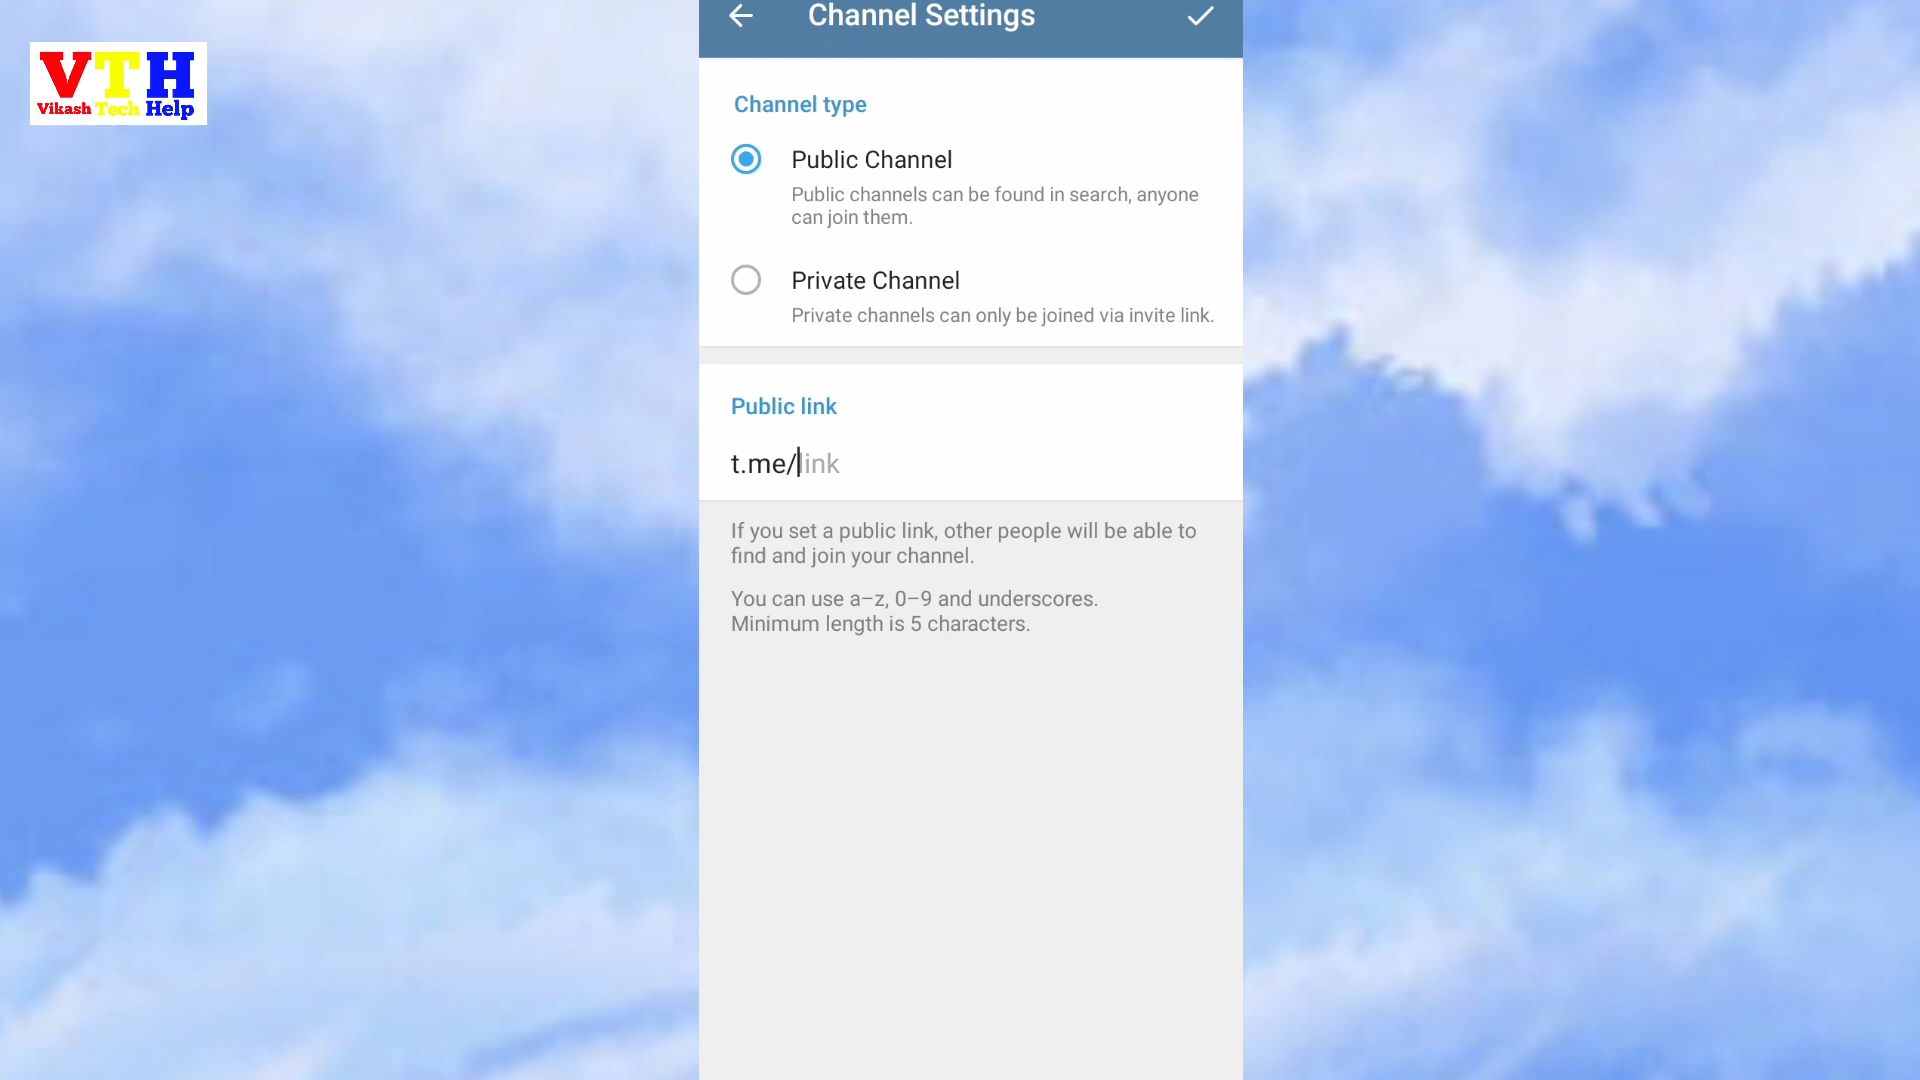 VTH
Vikash Tech Help
Channel Settings
Channel type
Public Channel
Public channels can be found in search, anyone
can join them.
Private Channel
Private channels can only be joined via invite link.
Public link
t.me/link
If you set a public link, other people will be able to
find and join your channel.
You can use a–z, 0–9 and underscores.
Minimum length is 5 characters.